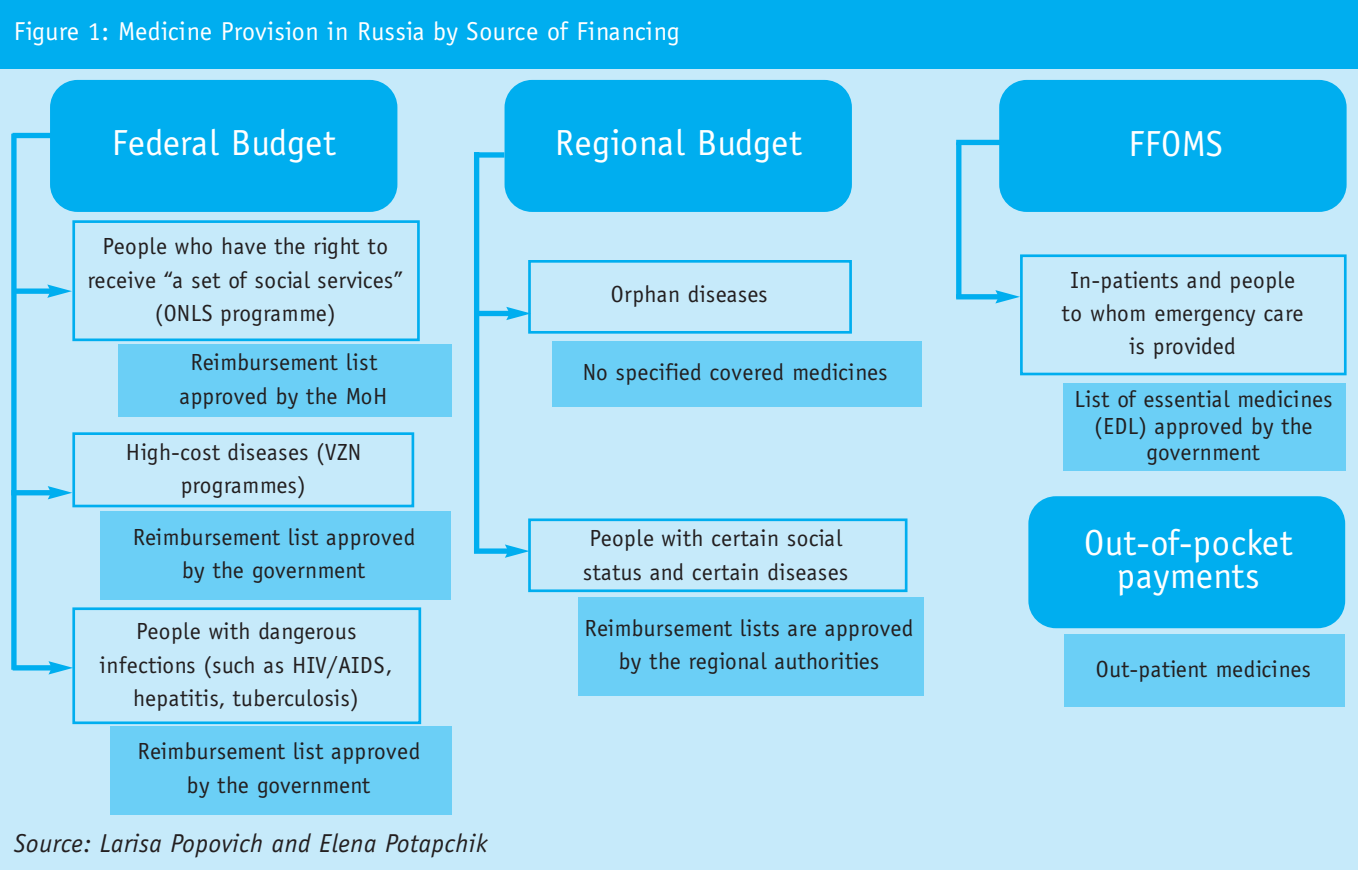 Figure 1: Medicine Provision in Russia by Source of Financing
Federal Budget
People who have the right to
receive “a set of social services”
(ONLS programme)
Reimbursement list
approved by the MoH
High-cost diseases (VZN
programmes)
Reimbursement list approved
by the government
People with dangerous
infections (such as HIV/AIDS,
hepatitis, tuberculosis)
Reimbursement list approved
by the government
Regional Budget
Orphan diseases
No specified covered medicines
People with certain social
status and certain diseases
Reimbursement lists are approved
by the regional authorities
FFOMS
In-patients and people
to whom emergency care
is provided
List of essential medicines
(EDL) approved by the
government
Out-of-pocket
payments
Out-patient medicines
Source: Larisa Popovich and Elena Potapchik